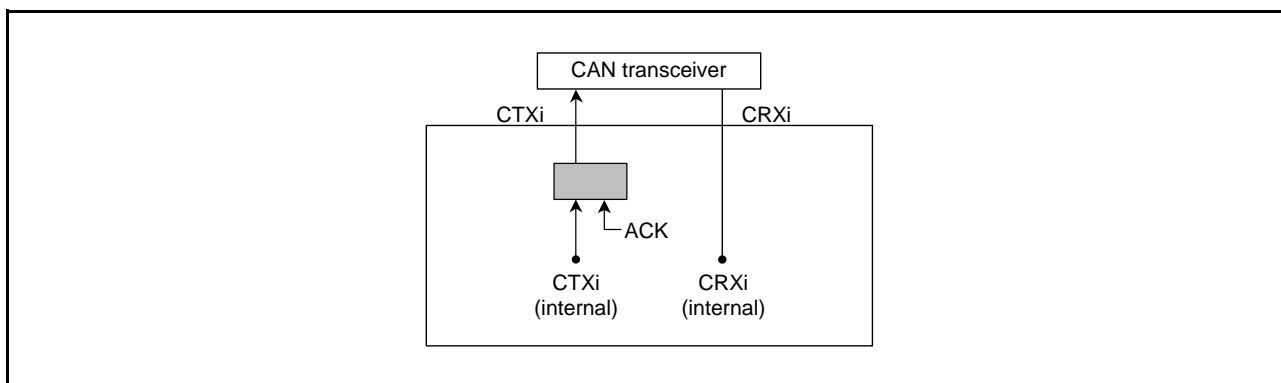 CAN transceiver
CTXi
CRXi
ACK
CTXi
(internal)
CRXi
(internal)